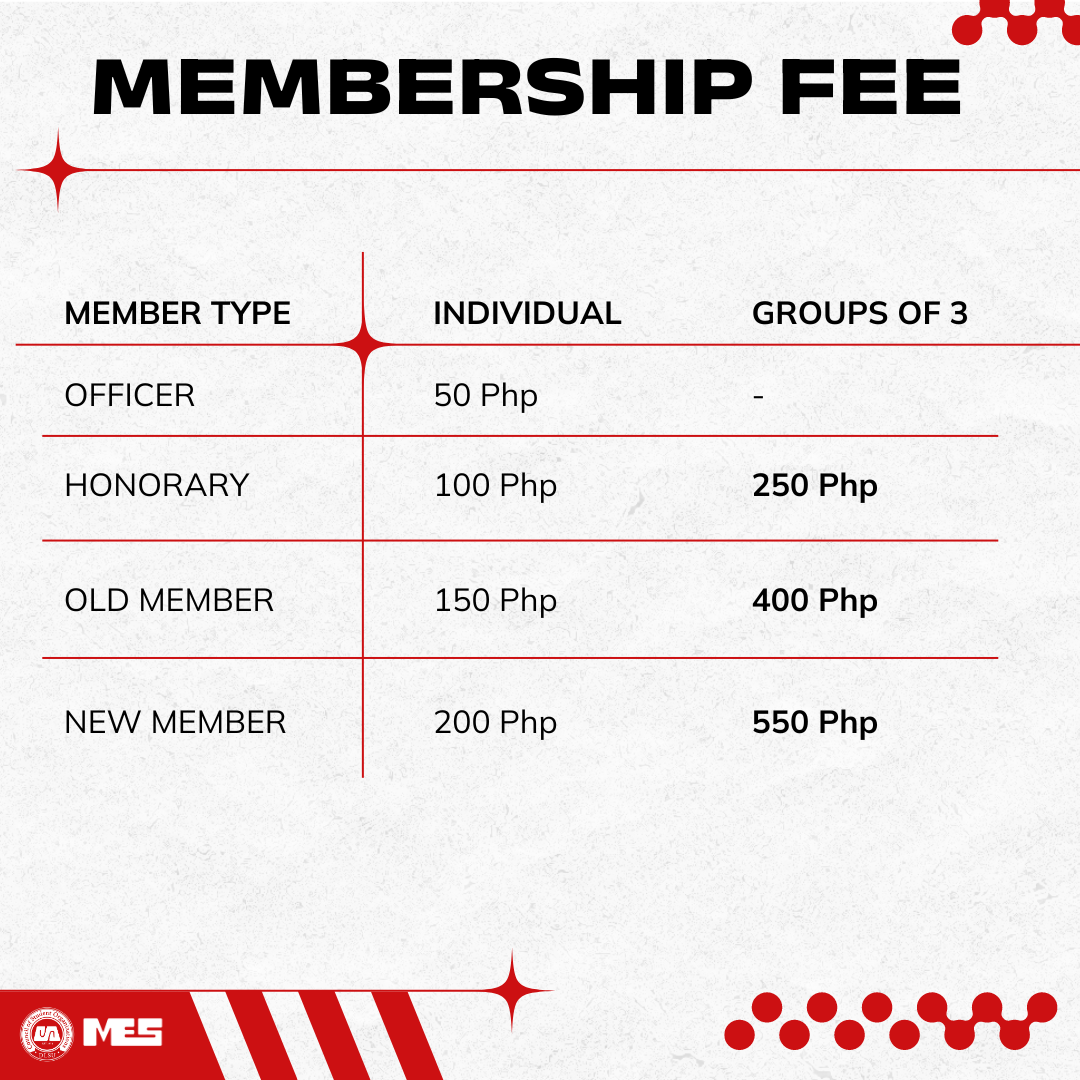 MEMBERSHIP FEE
MEMBER TYPE INDIVIDUAL GROUPS OF 3
OFFICER 50 Php -
HONORARY 100 Php 250 Php
OLD MEMBER 150 Php 400 Php
NEW MEMBER 200 Php 550 Php
MES